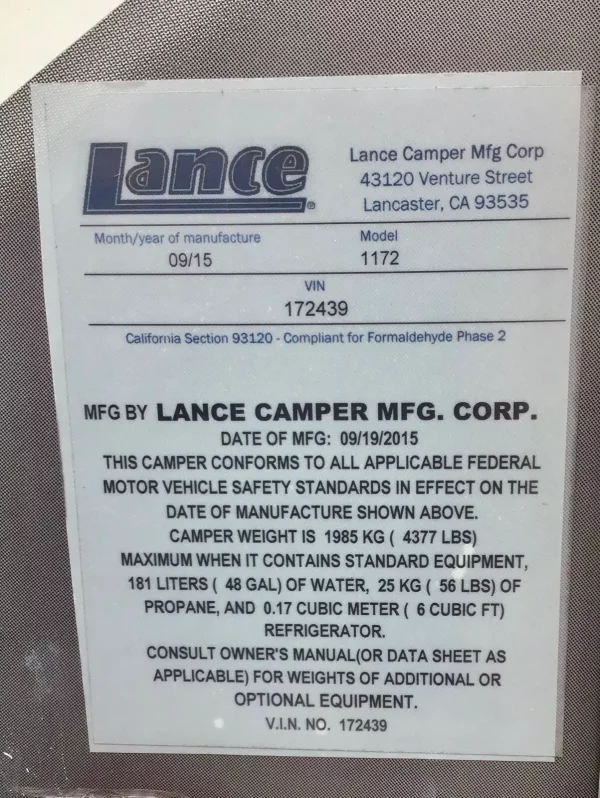 Lance®
Lance Camper Mfg Corp
43120 Venture Street
Lancaster, CA 93535
Month/year of manufacture Model
09/15 1172
VIN
172439
California Section 93120 - Compliant for Formaldehyde Phase 2
MFG BY LANCE CAMPER MFG. CORP.
DATE OF MFG: 09/19/2015
THIS CAMPER CONFORMS TO ALL APPLICABLE FEDERAL
MOTOR VEHICLE SAFETY STANDARDS IN EFFECT ON THE
DATE OF MANUFACTURE SHOWN ABOVE.
CAMPER WEIGHT IS 1985 KG ( 4377 LBS)
MAXIMUM WHEN IT CONTAINS STANDARD EQUIPMENT,
181 LITERS ( 48 GAL) OF WATER, 25 KG ( 56 LBS) OF
PROPANE, AND 0.17 CUBIC METER ( 6 CUBIC FT)
REFRIGERATOR.
CONSULT OWNER'S MANUAL(OR DATA SHEET AS
APPLICABLE) FOR WEIGHTS OF ADDITIONAL OR
OPTIONAL EQUIPMENT.
V.I.N. NO. 172439